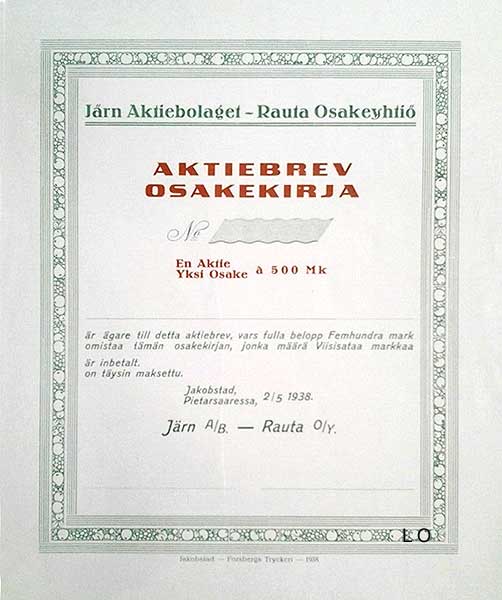 Järn Aktiebolaget - Rauta Osakeyhtiö
AKTIEBREV
OSAKEKIRJA
No
En Aktie
Yksi Osake à 500 Mk
är ägare till detta aktiebrev, vars fulla belopp Femhundra mark
omistaa tämän osakekirjan, jonka määrä Viisisataa markkaa
är inbetalt.
on täysin maksettu.
Jakobstad,
Pietarsaaressa, 2/5 1938.
Järn A/B. — Rauta O/Y.
LO
Jakobstad — Forsbergs Tryckeri — 1938